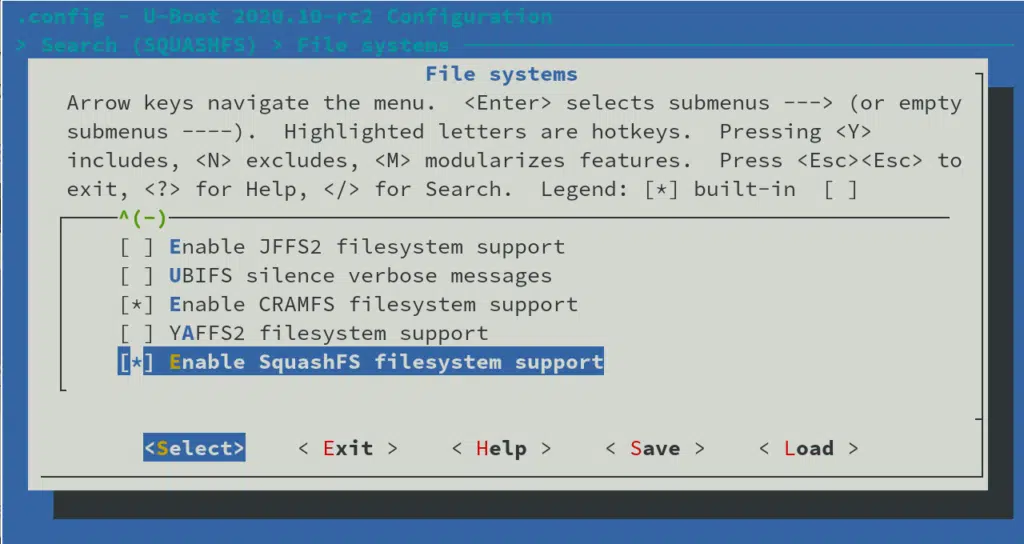 .config - U-Boot 2020.10-rc2 Configuration
> Search (SQUASHFS) > File systems
File systems
Arrow keys navigate the menu.  <Enter> selects submenus ---> (or empty
submenus ----).  Highlighted letters are hotkeys.  Pressing <Y>
includes, <N> excludes, <M> modularizes features.  Press <Esc><Esc> to
exit, <?> for Help, </> for Search.  Legend: [*] built-in  [ ]
^(-)
[ ] Enable JFFS2 filesystem support
[ ] UBIFS silence verbose messages
[*] Enable CRAMFS filesystem support
[ ] YAFFS2 filesystem support
[*] Enable SquashFS filesystem support
<Select>    < Exit >    < Help >    < Save >    < Load >